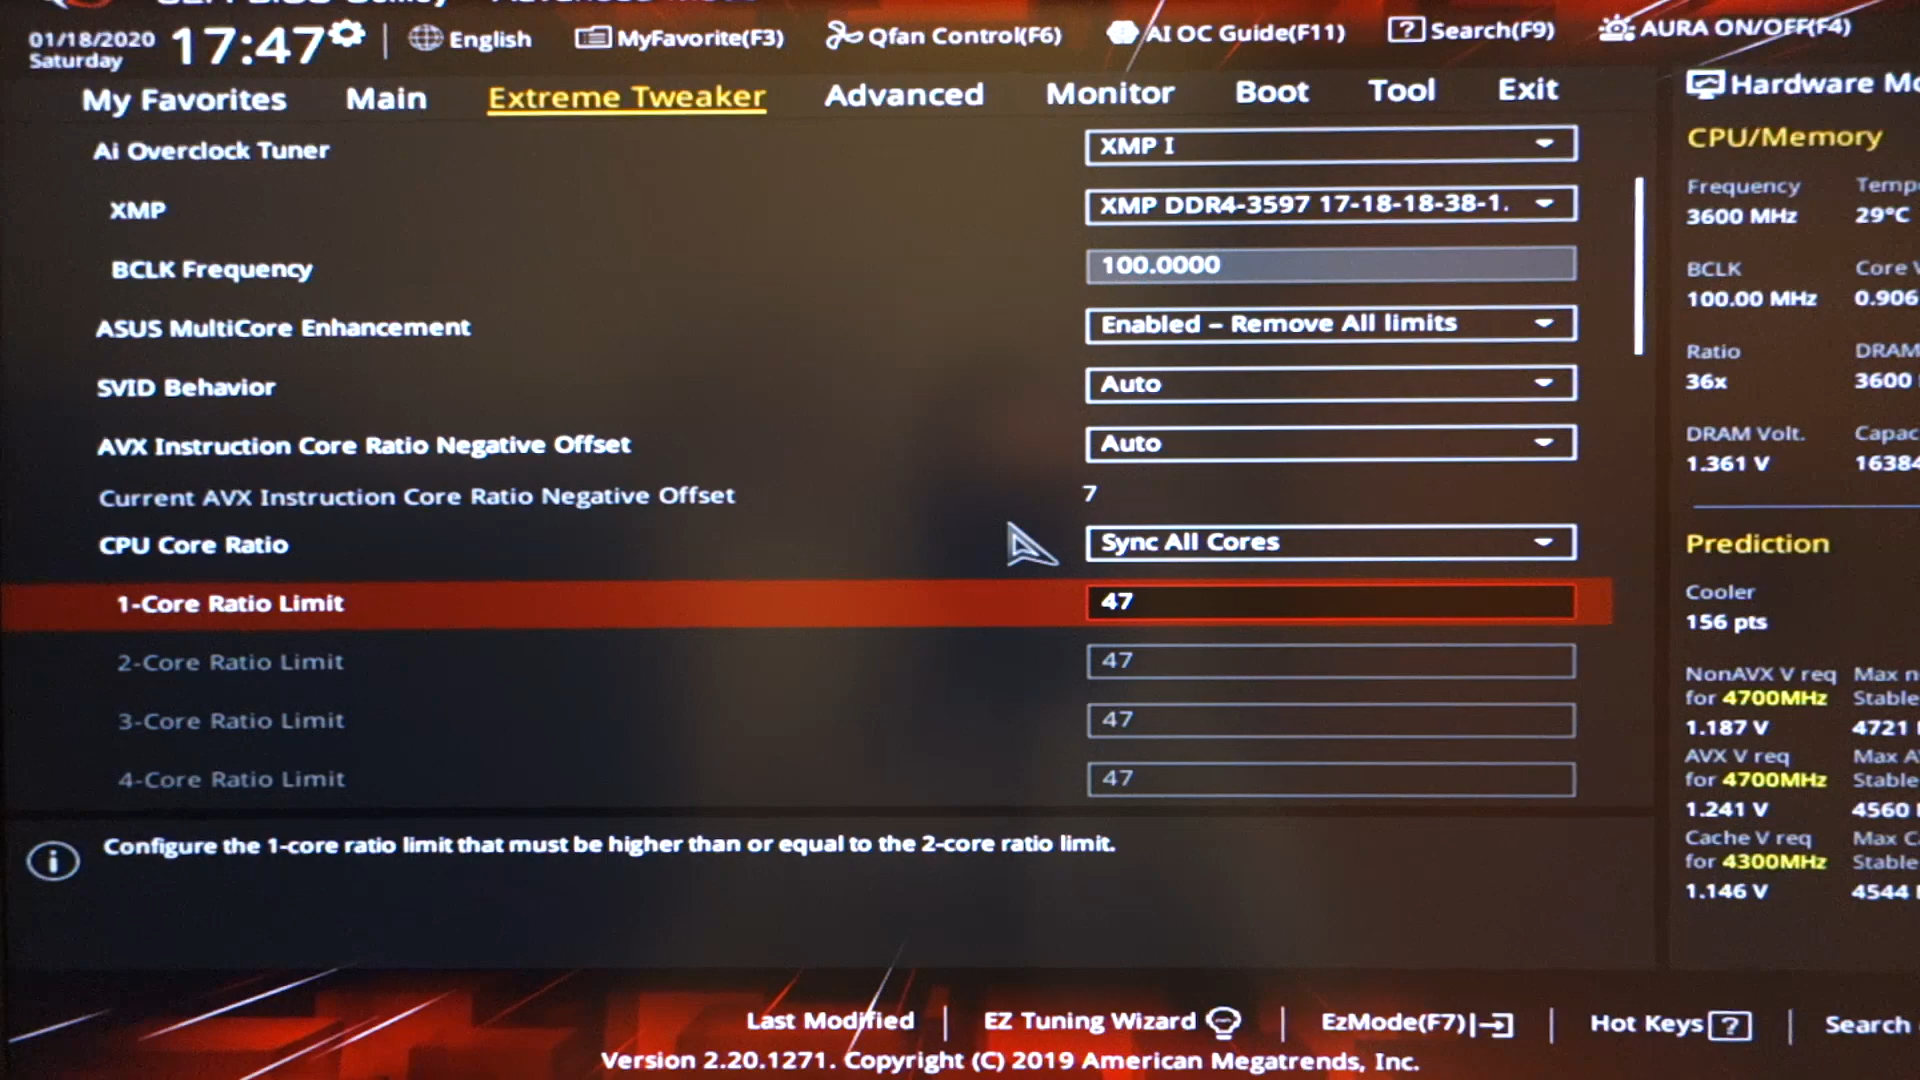 01/18/2020
Saturday
17:47
English
MyFavorite(F3)
Qfan Control(F6)
AI OC Guide(F11)
Search(F9)
AURA ON/OFF(F4)
My Favorites
Main
Extreme Tweaker
Advanced
Monitor
Boot
Tool
Exit
Ai Overclock Tuner
XMP I
XMP
XMP DDR4-3597 17-18-18-38-1.
BCLK Frequency
100.0000
ASUS MultiCore Enhancement
Enabled – Remove All limits
SVID Behavior
Auto
AVX Instruction Core Ratio Negative Offset
Auto
Current AVX Instruction Core Ratio Negative Offset
7
CPU Core Ratio
Sync All Cores
1-Core Ratio Limit
47
2-Core Ratio Limit
47
3-Core Ratio Limit
47
4-Core Ratio Limit
47
Configure the 1-core ratio limit that must be higher than or equal to the 2-core ratio limit.
Hardware
CPU/Memory
Frequency
3600 MHz
29°C
BCLK
Core
100.00 MHz
0.906
Ratio
DRAM
36x
3600
DRAM Volt.
1.361 V
16384
Prediction
Cooler
156 pts
NonAVX V req
Max
for 4700MHz
Stable
1.187 V
4721
AVX V req
Max
for 4700MHz
Stable
1.241 V
4560
Cache V req
Max
for 4300MHz
Stable
1.146 V
4544
Last Modified
EZ Tuning Wizard
EzMode(F7)
Hot Keys ?
Search
Version 2.20.1271. Copyright (C) 2019 American Megatrends, Inc.